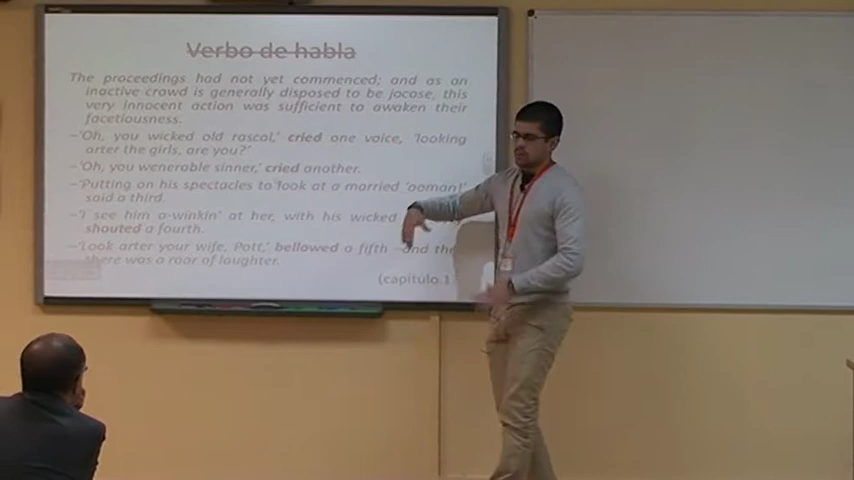 Verbo de habla
The proceedings had not yet commenced; and as an
inactive crowd is generally disposed to be jocose, this
very innocent action was sufficient to awaken their
facetiousness.
–‘Oh, you wicked old rascal,’ cried one voice, ‘looking
arter the girls, are you?’
–‘Oh, you wenerable sinner,’ cried another.
–‘Putting on his spectacles to look at a married ’ooman!’
said a third.
–‘I see him a-winkin’ at her, with his wicked
shouted a fourth.
–‘Look arter your wife, Pott,’ bellowed a fifth –and the
there was a roar of laughter.
(capítulo 1